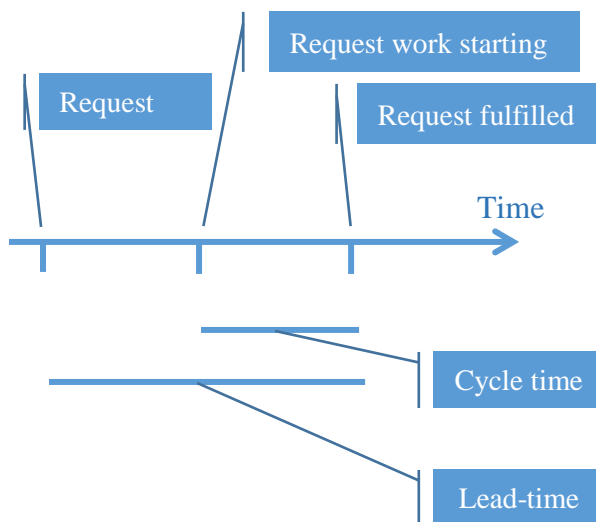 Request work starting
Request
Request fulfilled
Time
Cycle time
Lead-time